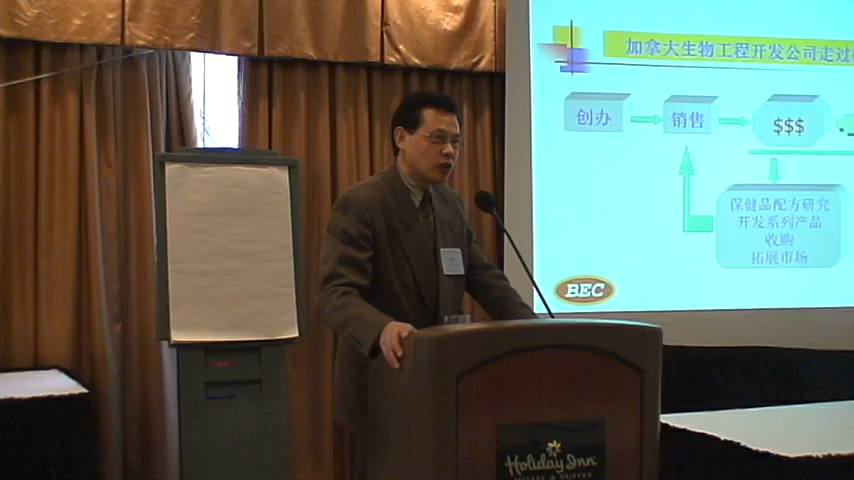 加拿大生物工程开发公司走过
创办
销售
$$$
保健品配方研究
开发系列产品
收购
拓展市场
BEC
Holiday Inn